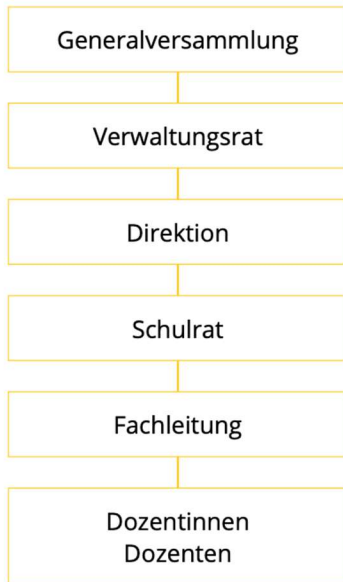 Generalversammlung
Verwaltungsrat
Direktion
Schulrat
Fachleitung
Dozentinnen
Dozenten